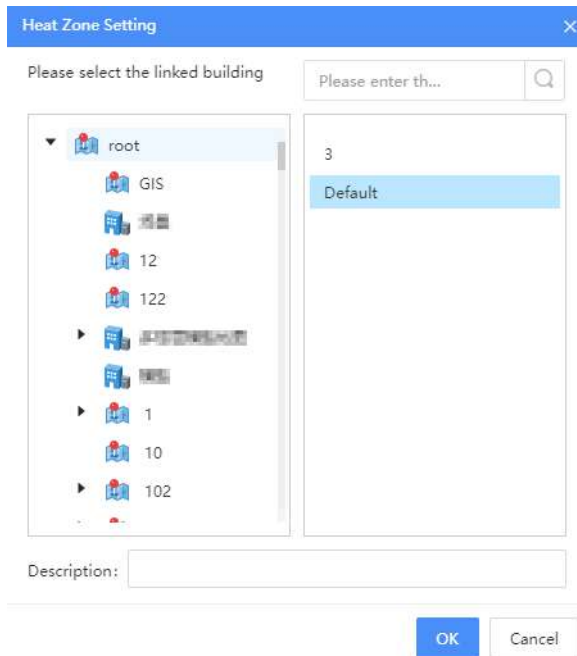 Heat Zone Setting
Please select the linked building
Please enter th...
root
GIS
12
122
1
10
102
3
Default
Description:
OK
Cancel